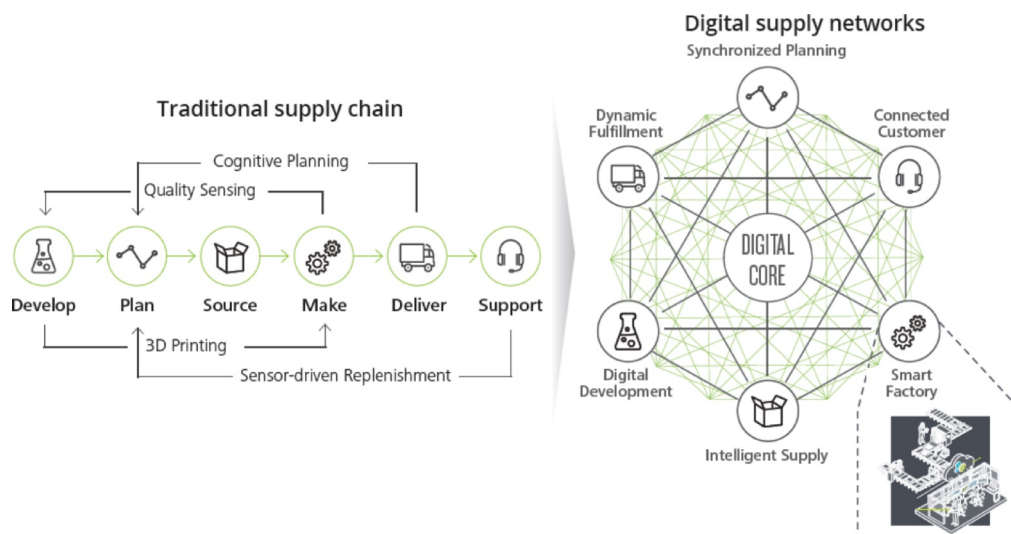 Digital supply networks
Synchronized Planning
Traditional supply chain
Dynamic
Fulfillment
Connected
Customer
Cognitive Planning
Quality Sensing
DIGITAL
CORE
Develop
Plan
Source
Make
Deliver
Support
3D Printing
Sensor-driven Replenishment
Digital
Development
Smart
Factory
Intelligent Supply